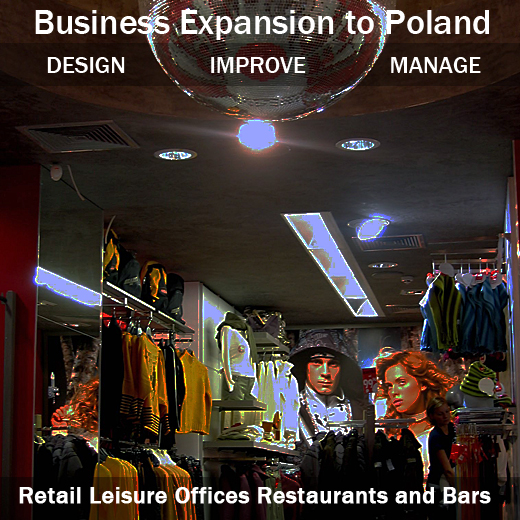 Business Expansion to Poland
DESIGN IMPROVE MANAGE
Retail Leisure Offices Restaurants and Bars